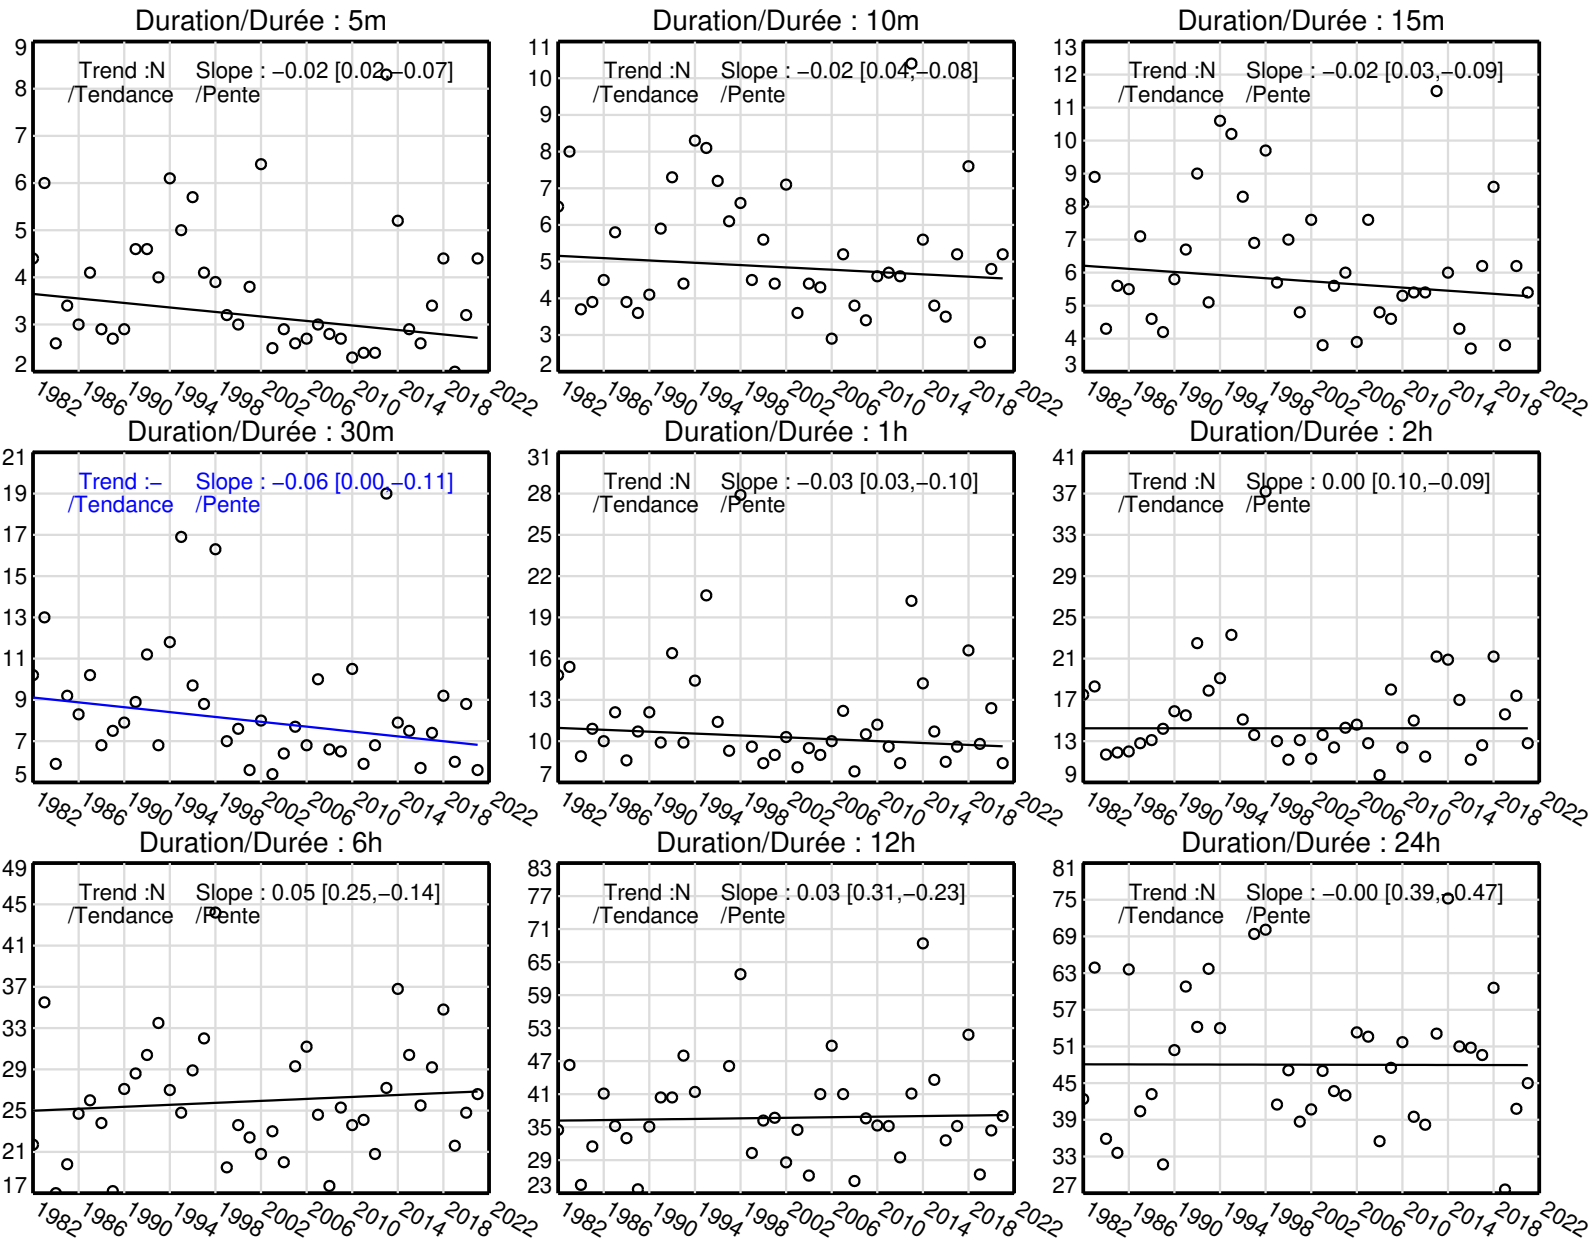 Duration/Durée : 5m
9
8
7
6
5
4
3
2
Trend :N Slope : −0.02 [0.02,−0.07]
/Tendance /Pente
1982 1986 1990 1994 1998 2002 2006 2010 2014 2018 2022
Duration/Durée : 10m
11
10
9
8
7
6
5
4
3
2
Trend :N Slope : −0.02 [0.04,−0.08]
/Tendance /Pente
1982 1986 1990 1994 1998 2002 2006 2010 2014 2018 2022
Duration/Durée : 15m
13
12
11
10
9
8
7
6
5
4
3
Trend :N Slope : −0.02 [0.03,−0.09]
/Tendance /Pente
1982 1986 1990 1994 1998 2002 2006 2010 2014 2018 2022
Duration/Durée : 30m
21
19
17
15
13
11
9
7
5
Trend :− Slope : −0.06 [0.00,−0.11]
/Tendance /Pente
1982 1986 1990 1994 1998 2002 2006 2010 2014 2018 2022
Duration/Durée : 1h
31
28
25
22
19
16
13
10
7
Trend :N Slope : −0.03 [0.03,−0.10]
/Tendance /Pente
1982 1986 1990 1994 1998 2002 2006 2010 2014 2018 2022
Duration/Durée : 2h
41
37
33
29
25
21
17
13
9
Trend :N Slope : 0.00 [0.10,−0.09]
/Tendance /Pente
1982 1986 1990 1994 1998 2002 2006 2010 2014 2018 2022
Duration/Durée : 6h
49
45
41
37
33
29
25
21
17
Trend :N Slope : 0.05 [0.25,−0.14]
/Tendance /Pente
1982 1986 1990 1994 1998 2002 2006 2010 2014 2018 2022
Duration/Durée : 12h
83
77
71
65
59
53
47
41
35
29
23
Trend :N Slope : 0.03 [0.31,−0.23]
/Tendance /Pente
1982 1986 1990 1994 1998 2002 2006 2010 2014 2018 2022
Duration/Durée : 24h
81
75
69
63
57
51
45
39
33
27
Trend :N Slope : −0.00 [0.39,−0.47]
/Tendance /Pente
1982 1986 1990 1994 1998 2002 2006 2010 2014 2018 2022